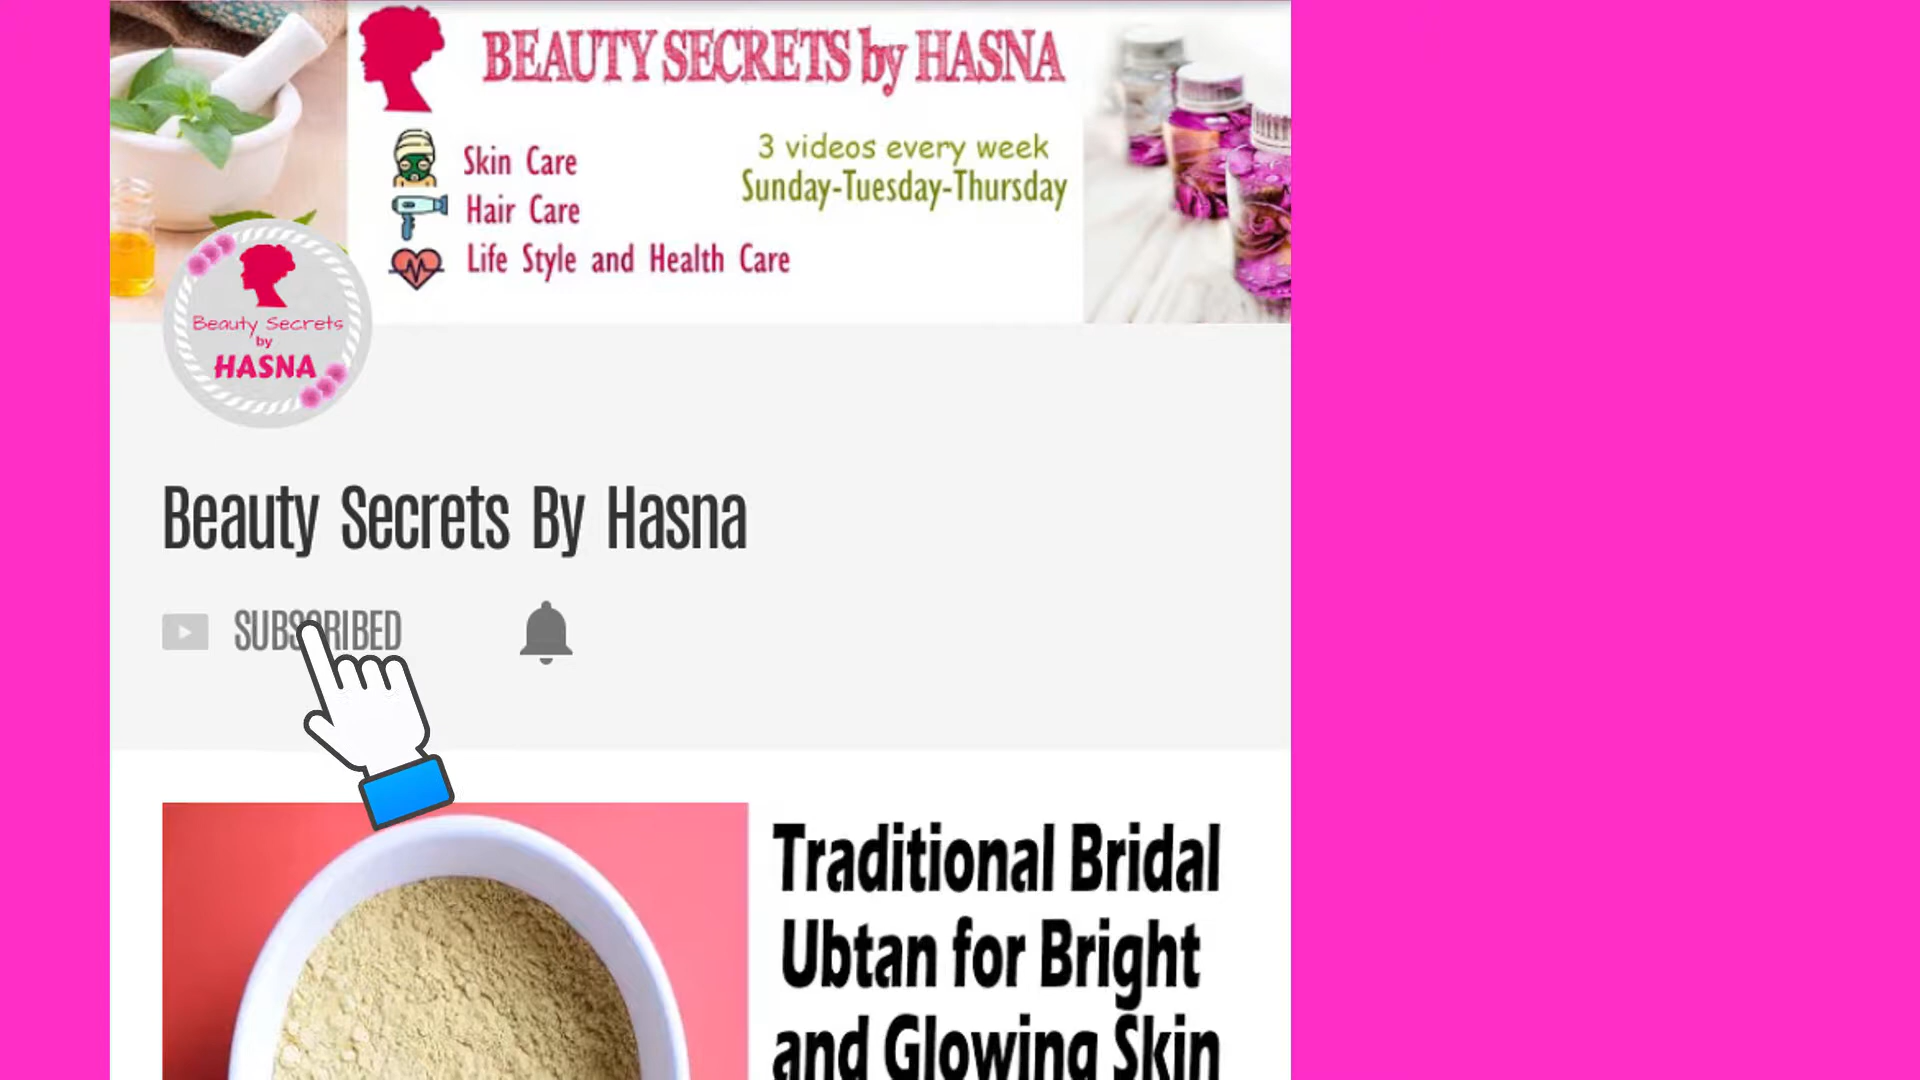 BEAUTY SECRETS by HASNA
Skin Care
Hair Care
Life Style and Health Care
3 videos every week
Sunday-Tuesday-Thursday
Beauty Secrets
by
HASNA
Beauty Secrets By Hasna
SUBSCRIBED
Traditional Bridal
Ubtan for Bright
and Glowing Skin